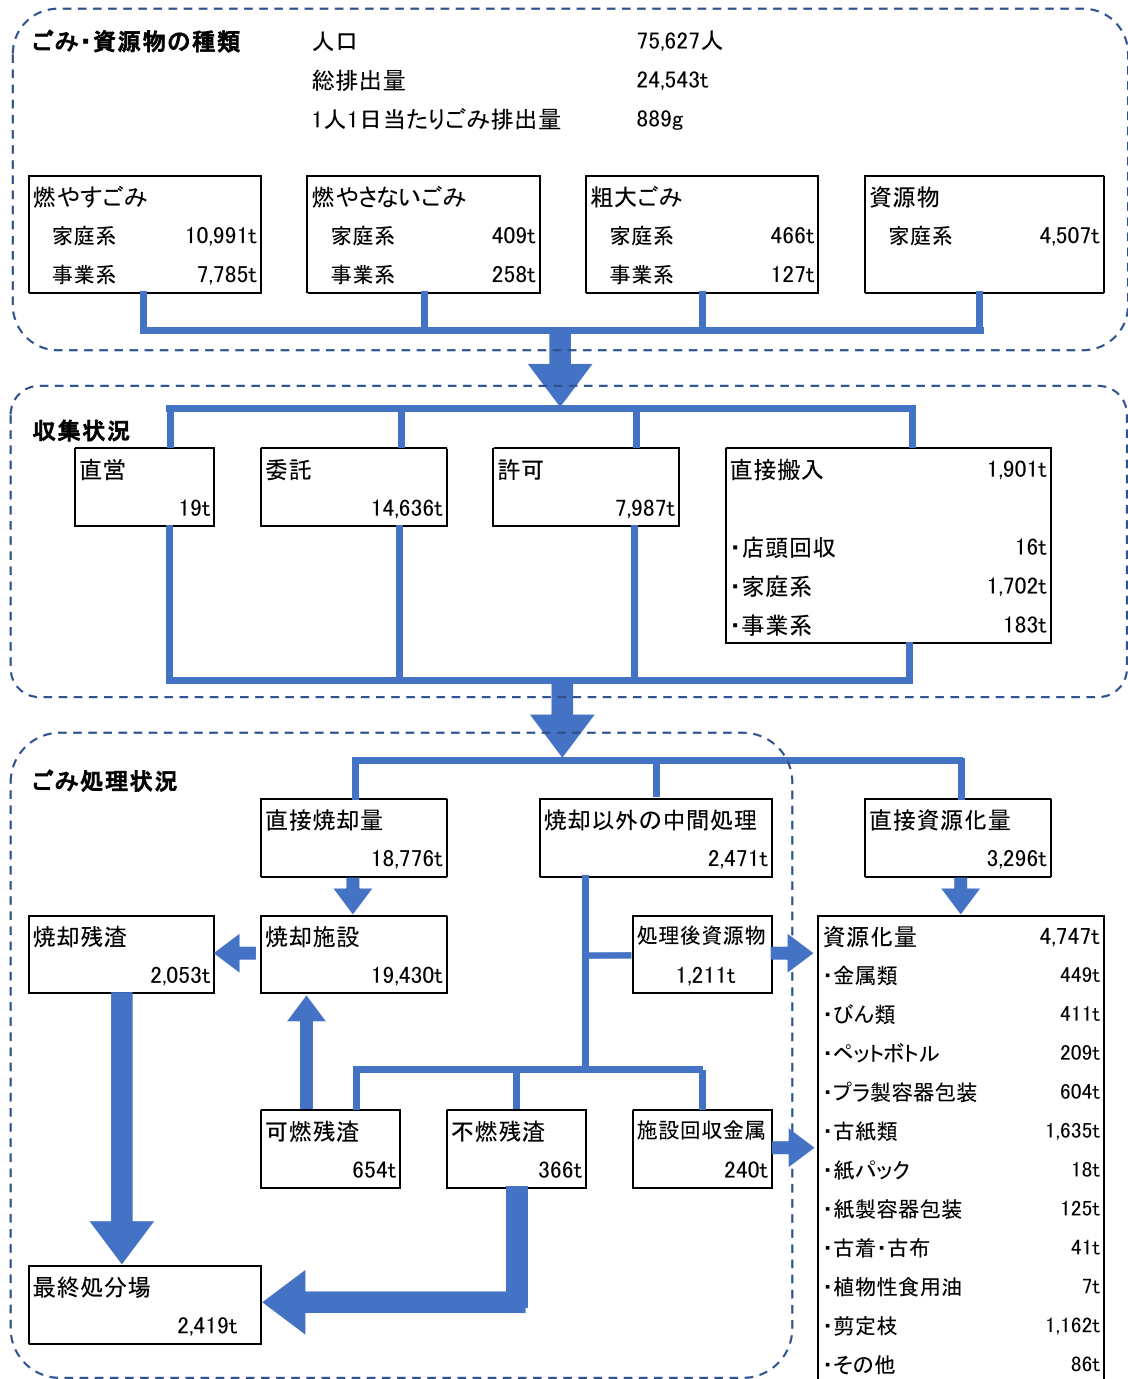 ごみ・資源物の種類
人口 75,627人
総排出量 24,543t
1人1日当たりごみ排出量 889g
燃やすごみ
家庭系 10,991t
事業系 7,785t
燃やさないごみ
家庭系 409t
事業系 258t
粗大ごみ
家庭系 466t
事業系 127t
資源物
家庭系 4,507t
収集状況
直営
19t
委託
14,636t
許可
7,987t
直接搬入 1,901t
・店頭回収 16t
・家庭系 1,702t
・事業系 183t
ごみ処理状況
直接焼却量
18,776t
焼却以外の中間処理
2,471t
直接資源化量
3,296t
焼却残渣
2,053t
焼却施設
19,430t
処理後資源物
1,211t
資源化量 4,747t
・金属類 449t
・びん類 411t
・ペットボトル 209t
・プラ製容器包装 604t
・古紙類 1,635t
・紙パック 18t
・紙製容器包装 125t
・古着・古布 41t
・植物性食用油 7t
・剪定枝 1,162t
・その他 86t
可燃残渣
654t
不燃残渣
366t
施設回収金属
240t
最終処分場
2,419t